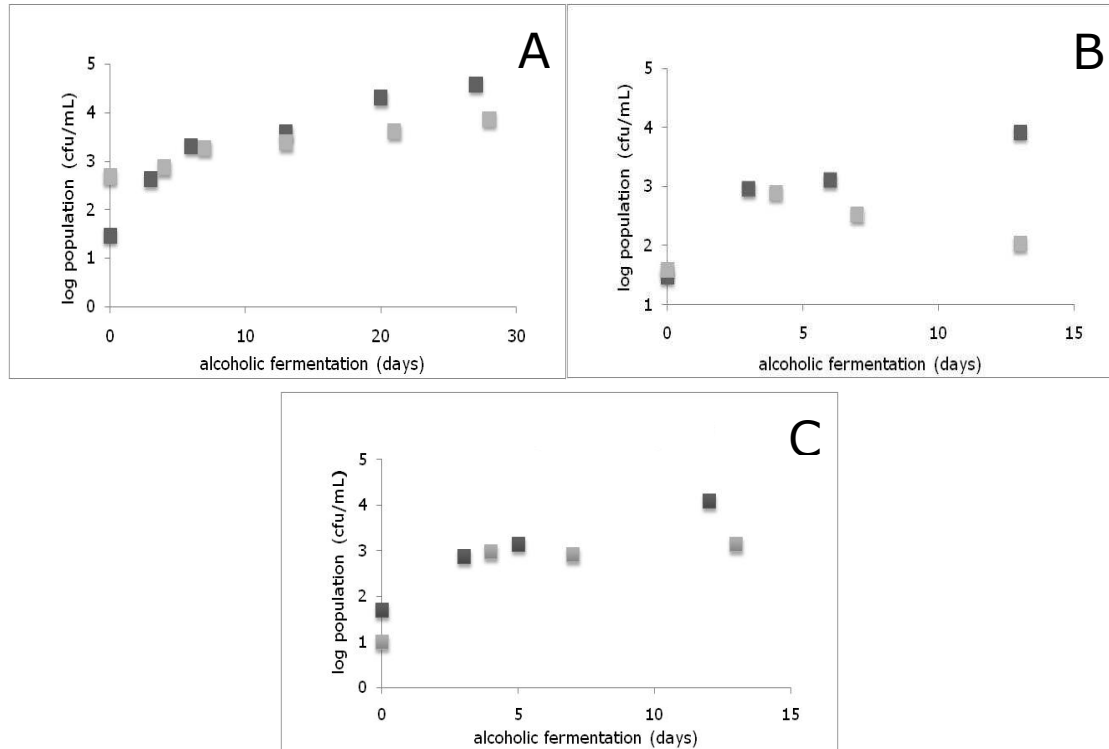 A
log population (cfu/mL)
5
4
3
2
1
0
0 10 20 30
alcoholic fermentation (days)
B
log population (cfu/mL)
5
4
3
2
1
0 5 10 15
alcoholic fermentation (days)
C
log population (cfu/mL)
5
4
3
2
1
0
0 5 10 15
alcoholic fermentation (days)